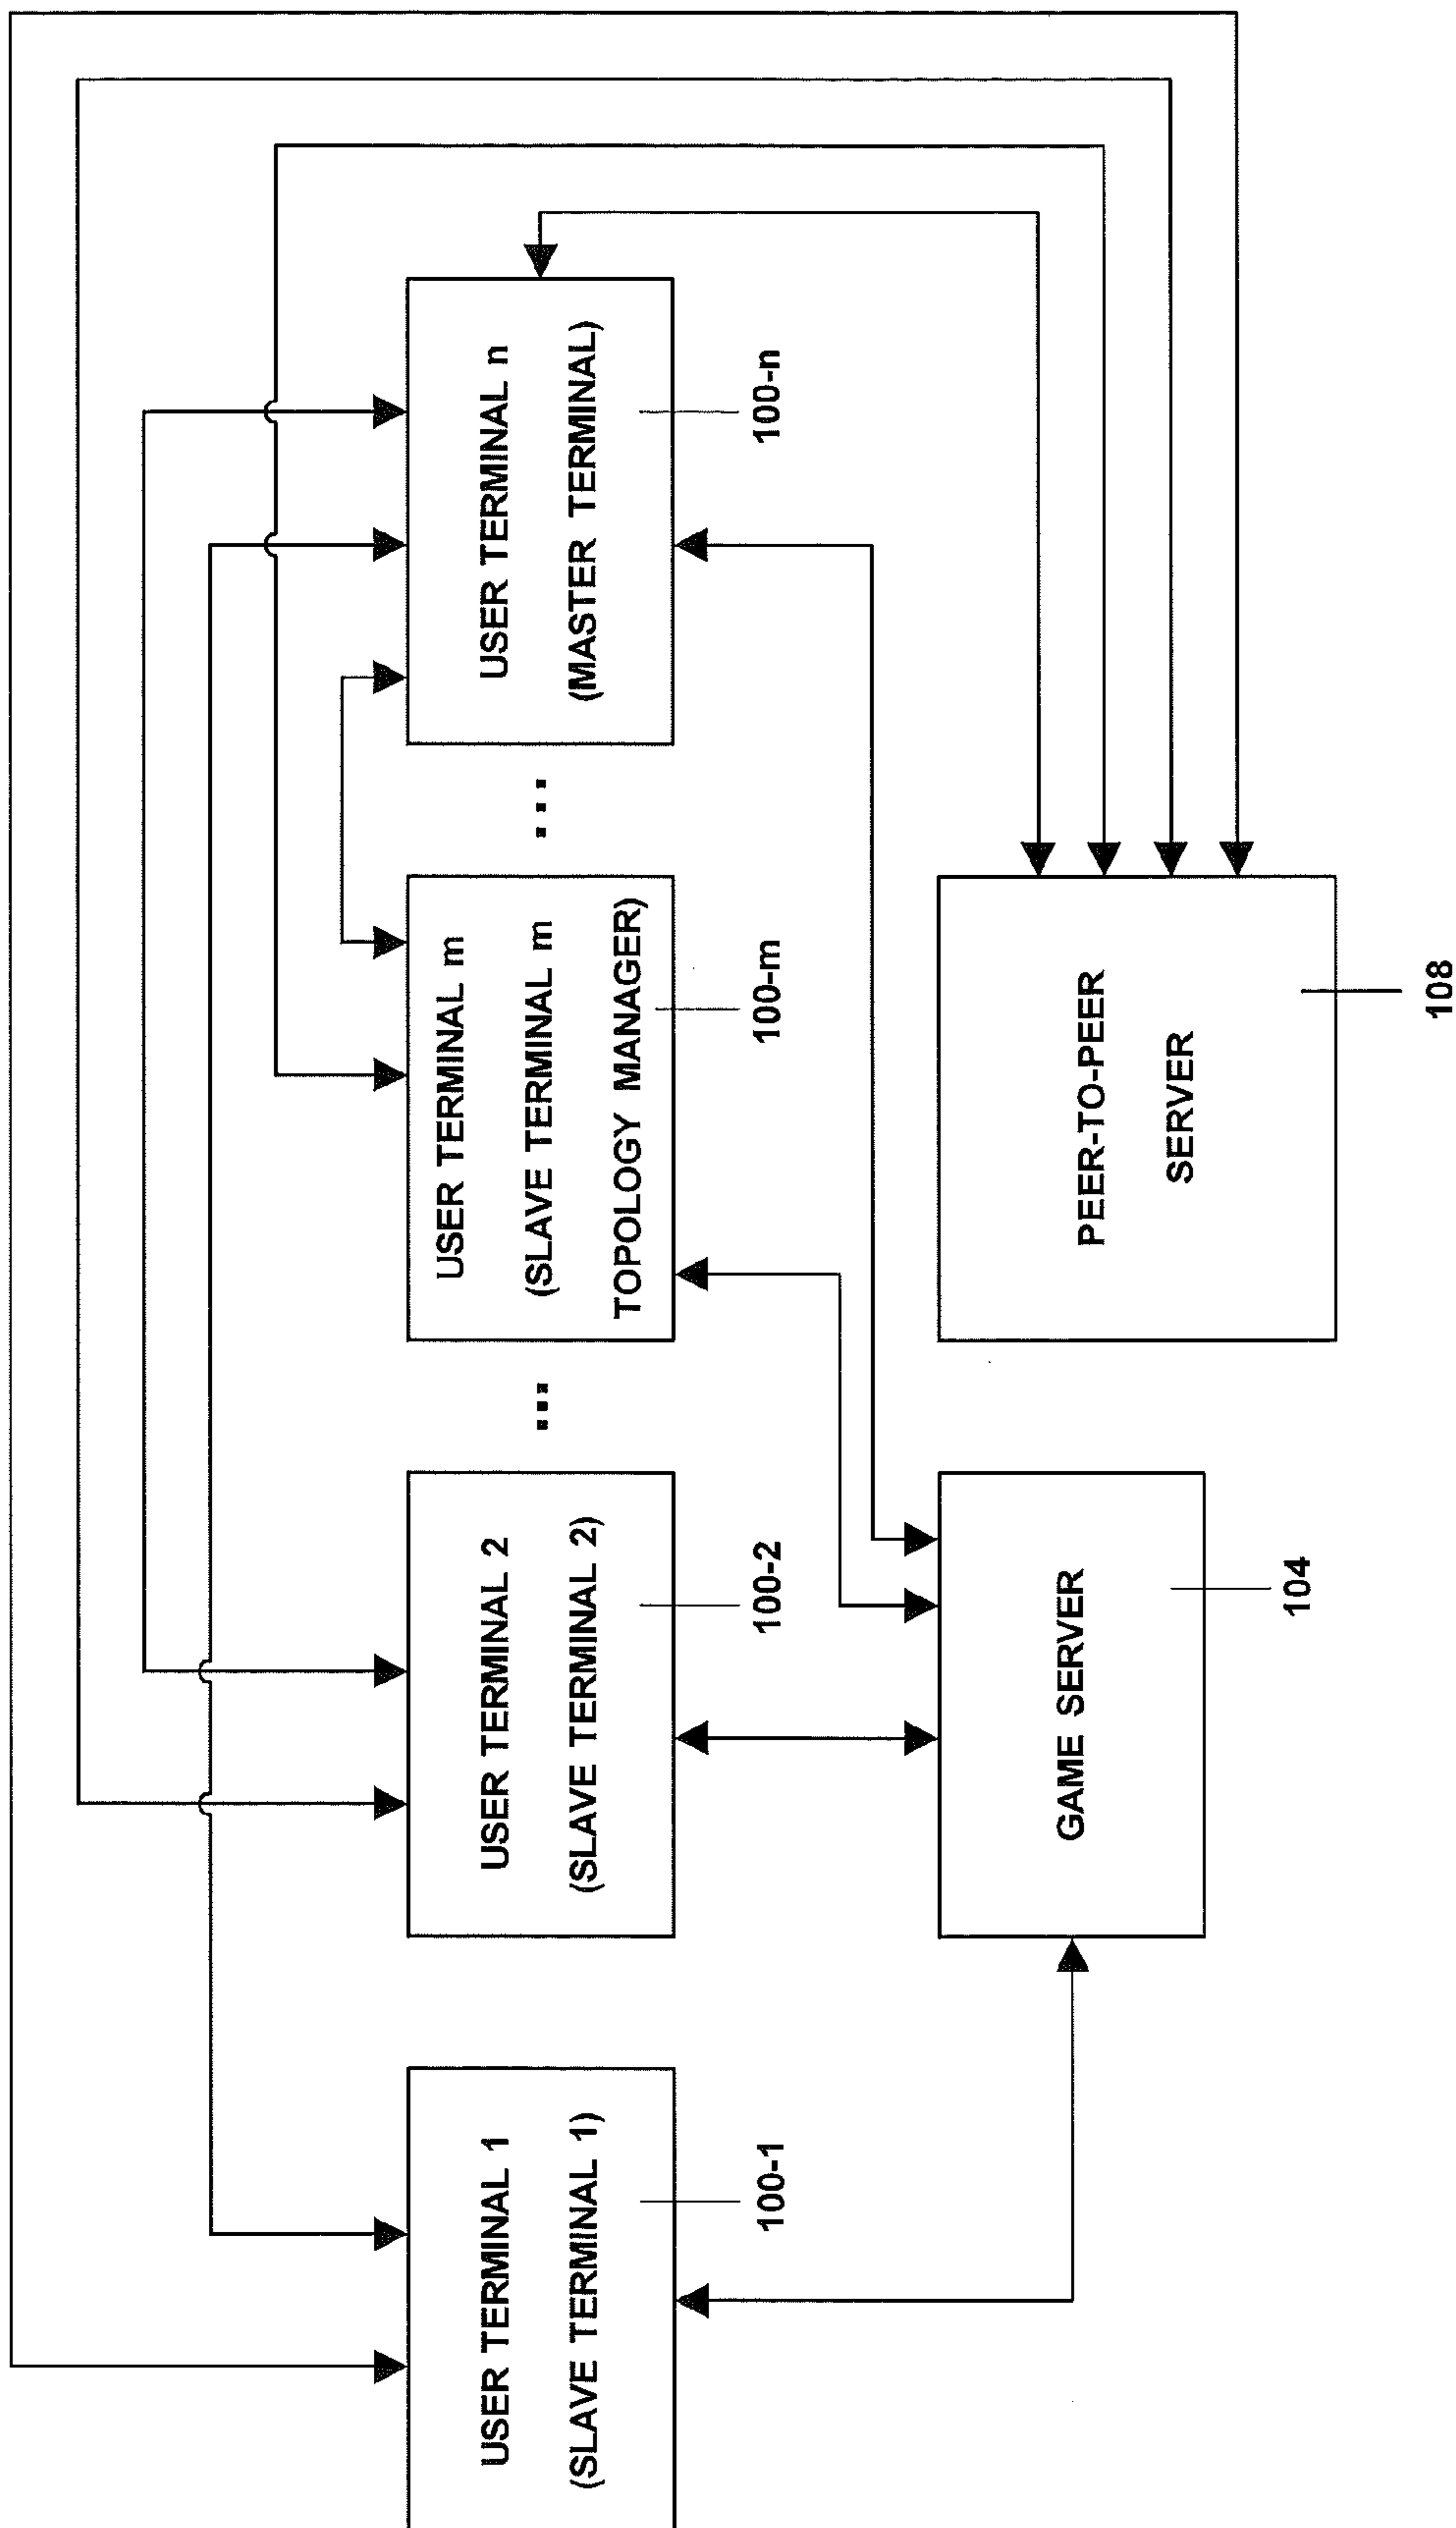 USER TERMINAL 1
(SLAVE TERMINAL 1)
100-1
USER TERMINAL 2
(SLAVE TERMINAL 2)
100-2
...
USER TERMINAL m
(SLAVE TERMINAL m
TOPOLOGY MANAGER)
100-m
...
USER TERMINAL n
(MASTER TERMINAL)
100-n
GAME SERVER
104
PEER-TO-PEER
SERVER
108